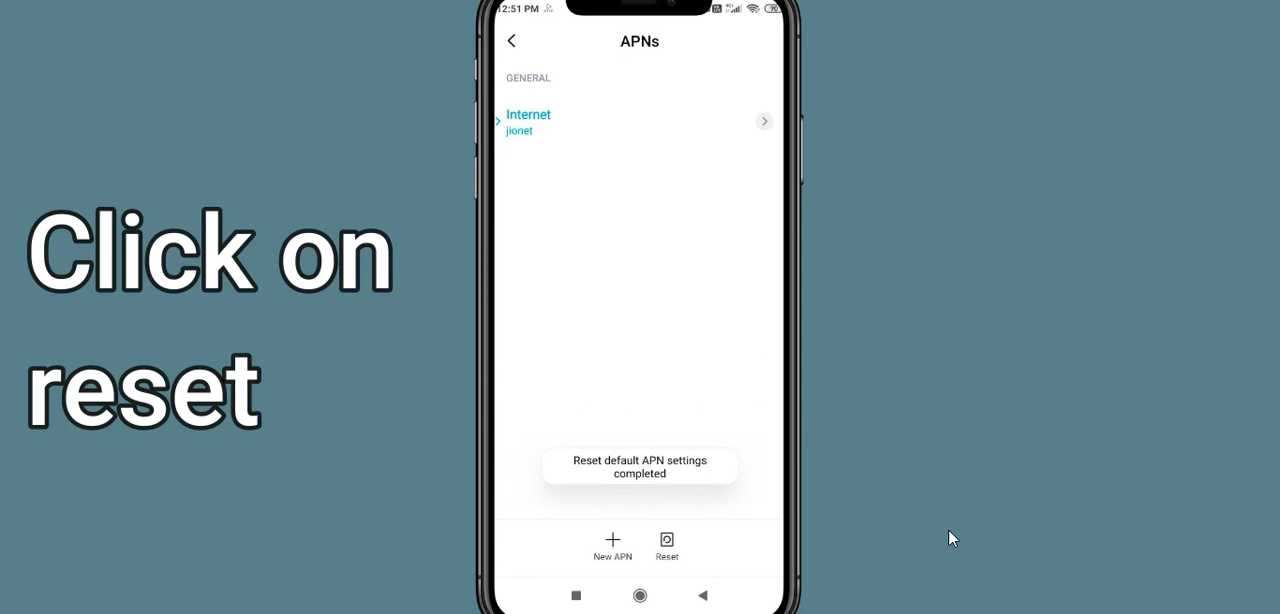 12:51 PM
APNs
GENERAL
Internet
jionet
Click on
reset
Reset default APN settings
completed
New APN
Reset